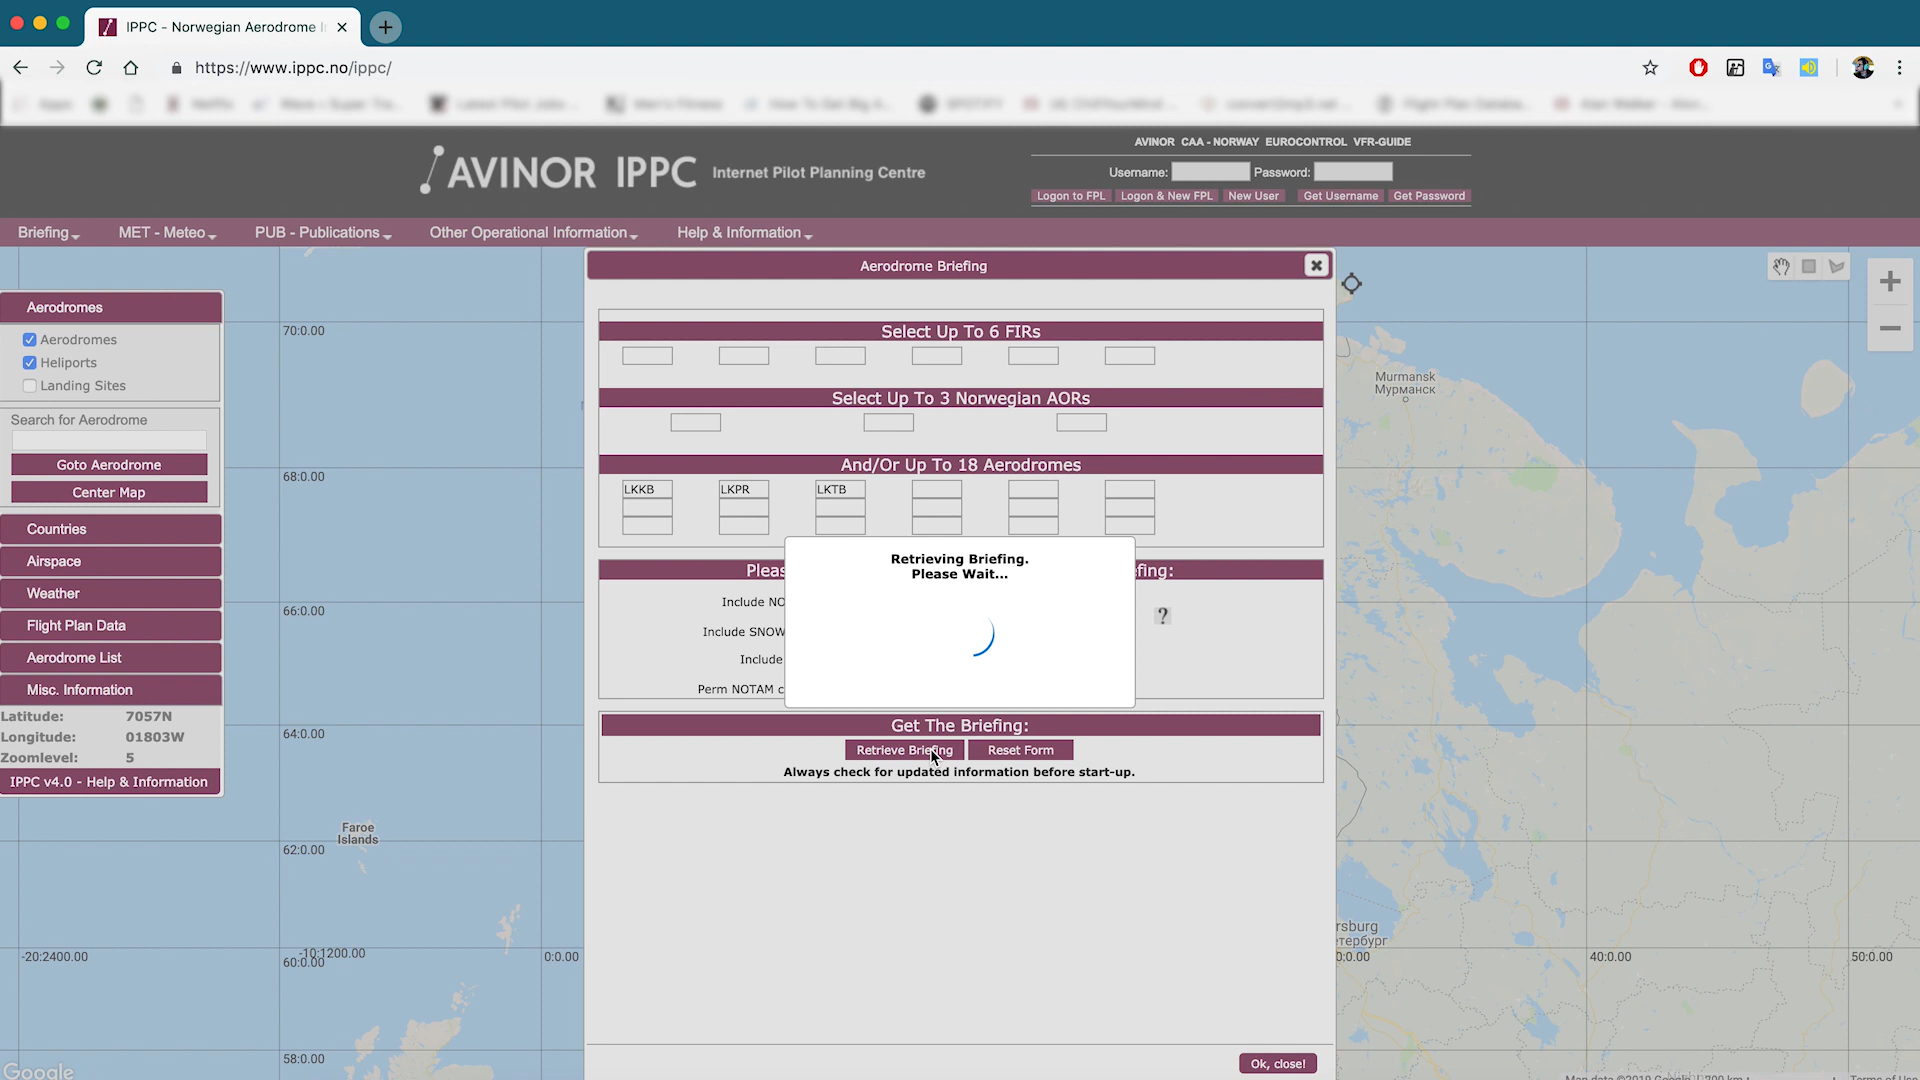 IPPC - Norwegian Aerodrome I
https://www.ippc.no/ippc/
AVINOR CAA - NORWAY EUROCONTROL VFR-GUIDE
AVINOR IPPC Internet Pilot Planning Centre
Username: Password:
Logon to FPL Logon & New FPL New User Get Username Get Password
Briefing MET - Meteo PUB - Publications Other Operational Information Help & Information
Aerodrome Briefing
Aerodromes
Aerodromes
Heliports
Landing Sites
Search for Aerodrome
Goto Aerodrome
Center Map
Countries
Airspace
Weather
Flight Plan Data
Aerodrome List
Misc. Information
Latitude: 7057N
Longitude: 01803W
Zoomlevel: 5
IPPC v4.0 - Help & Information
Select Up To 6 FIRs
Select Up To 3 Norwegian AORs
And/Or Up To 18 Aerodromes
LKKB LKPR LKTB
Retrieving Briefing.
Please Wait...
Pleas
efing:
Include NO
?
Include SNOW
Include
Perm NOTAM c
Get The Briefing:
Retrieve Briefing Reset Form
Always check for updated information before start-up.
Ok, close!
70:0.00
68:0.00
66:0.00
64:0.00
62:0.00
60:0.00
58:0.00
-20:2400.00
-10:1200.00
0:0.00
0:0.00
40:0.00
50:0.00
Murmansk
Мурманск
Faroe
Islands
rsburg
тербург
Google